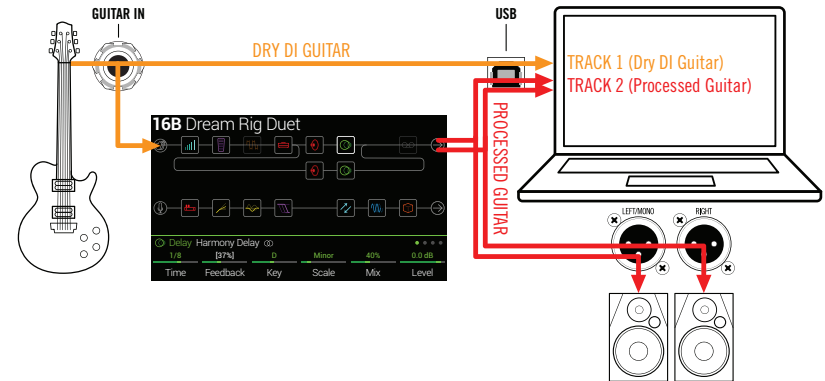 GUITAR IN
USB
DRY DI GUITAR
TRACK 1 (Dry DI Guitar)
TRACK 2 (Processed Guitar)
PROCESSED GUITAR
16B Dream Rig Duet
Delay Harmony Delay
1/8 [37%] D Minor 40% 0.0 dB
Time Feedback Key Scale Mix Level
LEFT/MONO RIGHT